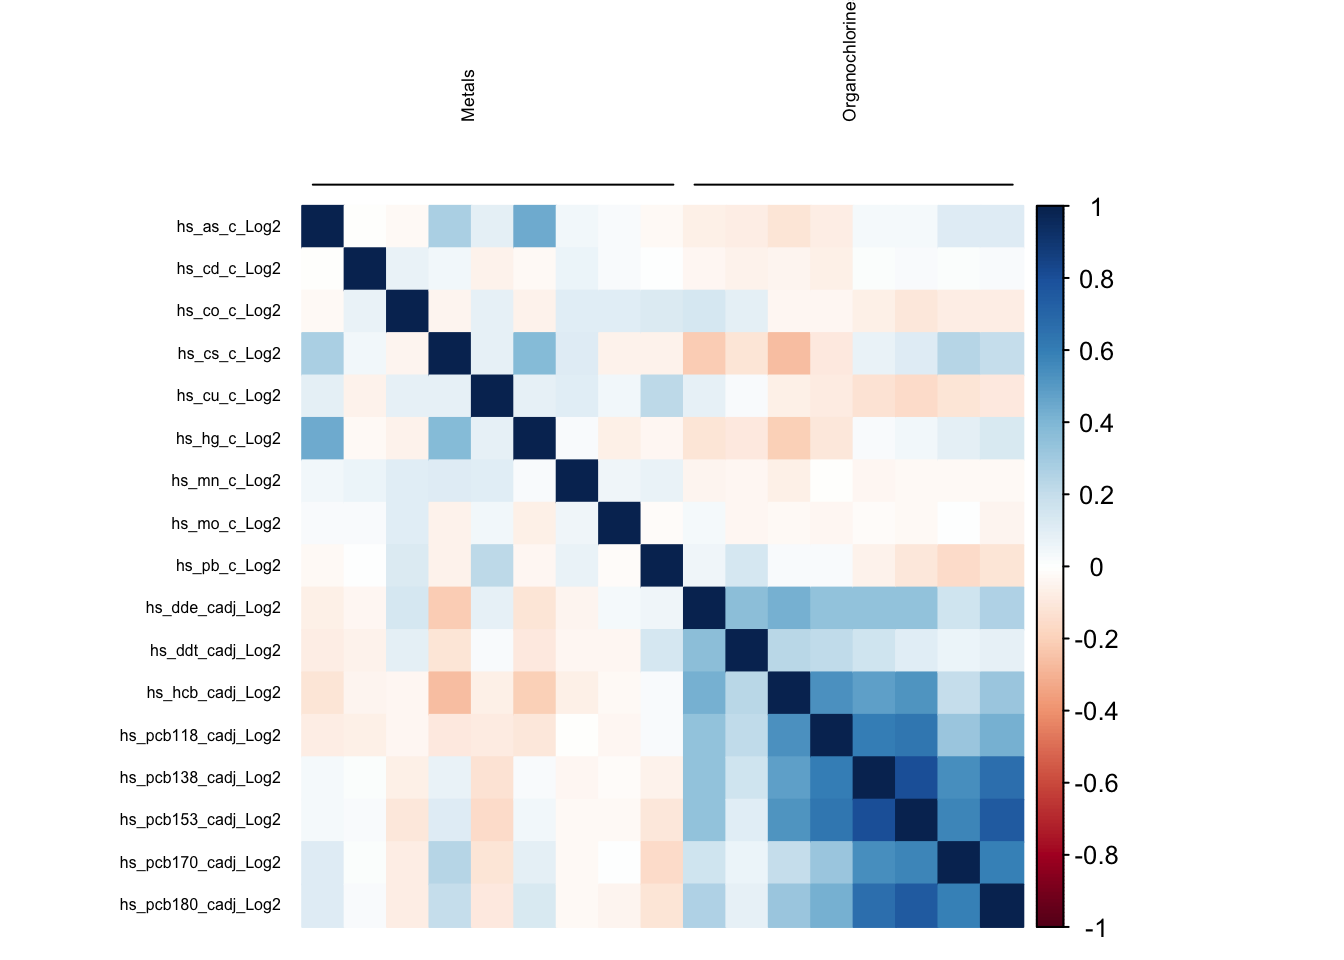 Metals
Organochlorine
hs_as_c_Log2
hs_cd_c_Log2
hs_co_c_Log2
hs_cs_c_Log2
hs_cu_c_Log2
hs_hg_c_Log2
hs_mn_c_Log2
hs_mo_c_Log2
hs_pb_c_Log2
hs_dde_cadj_Log2
hs_ddt_cadj_Log2
hs_hcb_cadj_Log2
hs_pcb118_cadj_Log2
hs_pcb138_cadj_Log2
hs_pcb153_cadj_Log2
hs_pcb170_cadj_Log2
hs_pcb180_cadj_Log2
1
0.8
0.6
0.4
0.2
0
-0.2
-0.4
-0.6
-0.8
-1